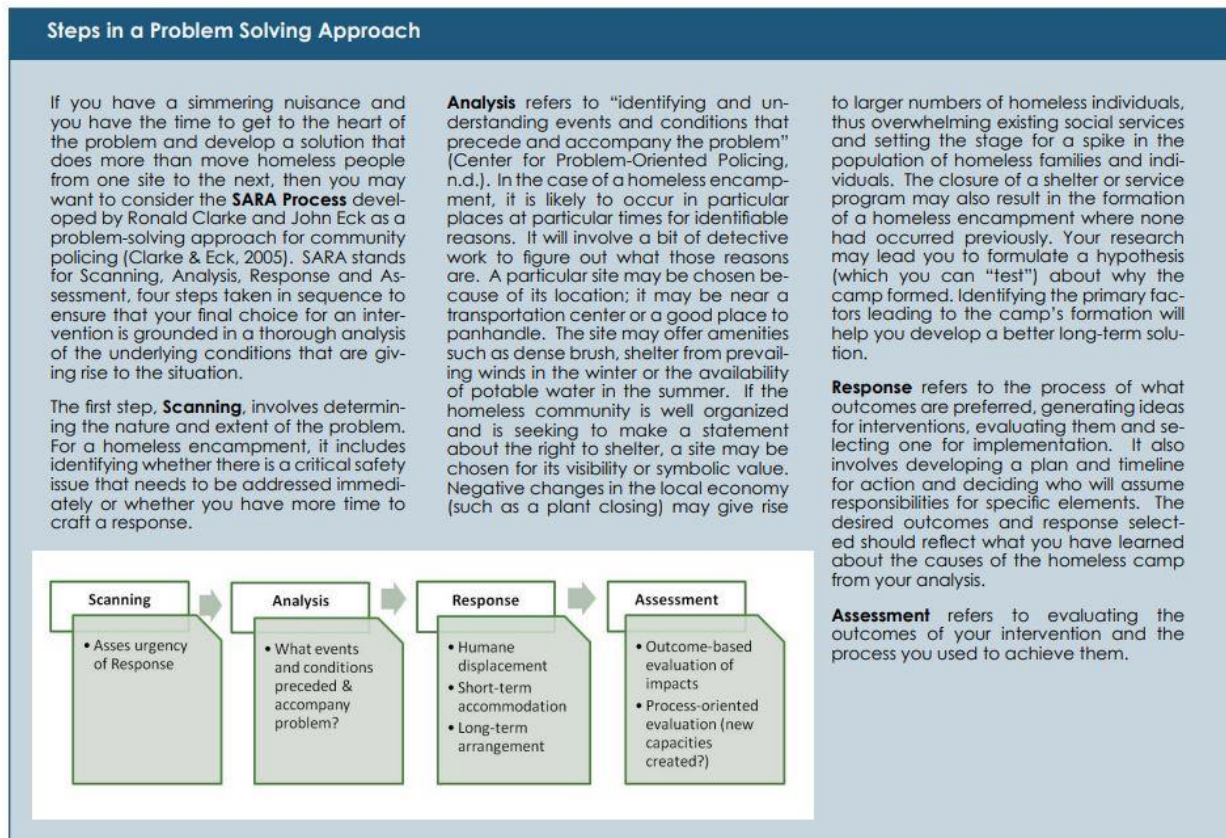 Steps in a Problem Solving Approach
If you have a simmering nuisance and
you have the time to get to the heart of
the problem and develop a solution that
does more than move homeless people
from one site to the next, then you may
want to consider the SARA Process devel-
oped by Ronald Clarke and John Eck as a
problem-solving approach for community
policing (Clarke & Eck, 2005). SARA stands
for Scanning, Analysis, Response and As-
sessment, four steps taken in sequence to
ensure that your final choice for an inter-
vention is grounded in a thorough analysis
of the underlying conditions that are giv-
ing rise to the situation.
The first step, Scanning, involves determin-
ing the nature and extent of the problem.
For a homeless encampment, it includes
identifying whether there is a critical safety
issue that needs to be addressed immedi-
ately or whether you have more time to
craft a response.
Analysis refers to “identifying and un-
derstanding events and conditions that
precede and accompany the problem”
(Center for Problem-Oriented Policing,
n.d.). In the case of a homeless encamp-
ment, it is likely to occur in particular
places at particular times for identifiable
reasons. It will involve a bit of detective
work to figure out what those reasons
are. A particular site may be chosen be-
cause of its location; it may be near a
transportation center or a good place to
panhandle. The site may offer amenities
such as dense brush, shelter from prevail-
ing winds in the winter or the availability
of potable water in the summer. If the
homeless community is well organized
and is seeking to make a statement
about the right to shelter, a site may be
chosen for its visibility or symbolic value.
Negative changes in the local economy
(such as a plant closing) may give rise
to larger numbers of homeless individuals,
thus overwhelming existing social services
and setting the stage for a spike in the
population of homeless families and indi-
viduals. The closure of a shelter or service
program may also result in the formation
of a homeless encampment where none
had occurred previously. Your research
may lead you to formulate a hypothesis
(which you can “test”) about why the
camp formed. Identifying the primary fac-
tors leading to the camp’s formation will
help you develop a better long-term solu-
tion.
Response refers to the process of what
outcomes are preferred, generating ideas
for interventions, evaluating them and se-
lecting one for implementation. It also
involves developing a plan and timeline
for action and deciding who will assume
responsibilities for specific elements. The
desired outcomes and response select-
ed should reflect what you have learned
about the causes of the homeless camp
from your analysis.
Assessment refers to evaluating the
outcomes of your intervention and the
process you used to achieve them.
Scanning
• Asses urgency
of Response
Analysis
• What events
and conditions
preceded &
accompany
problem?
Response
• Humane
displacement
• Short-term
accommodation
• Long-term
arrangement
Assessment
• Outcome-based
evaluation of
impacts
• Process-oriented
evaluation (new
capacities
created?)